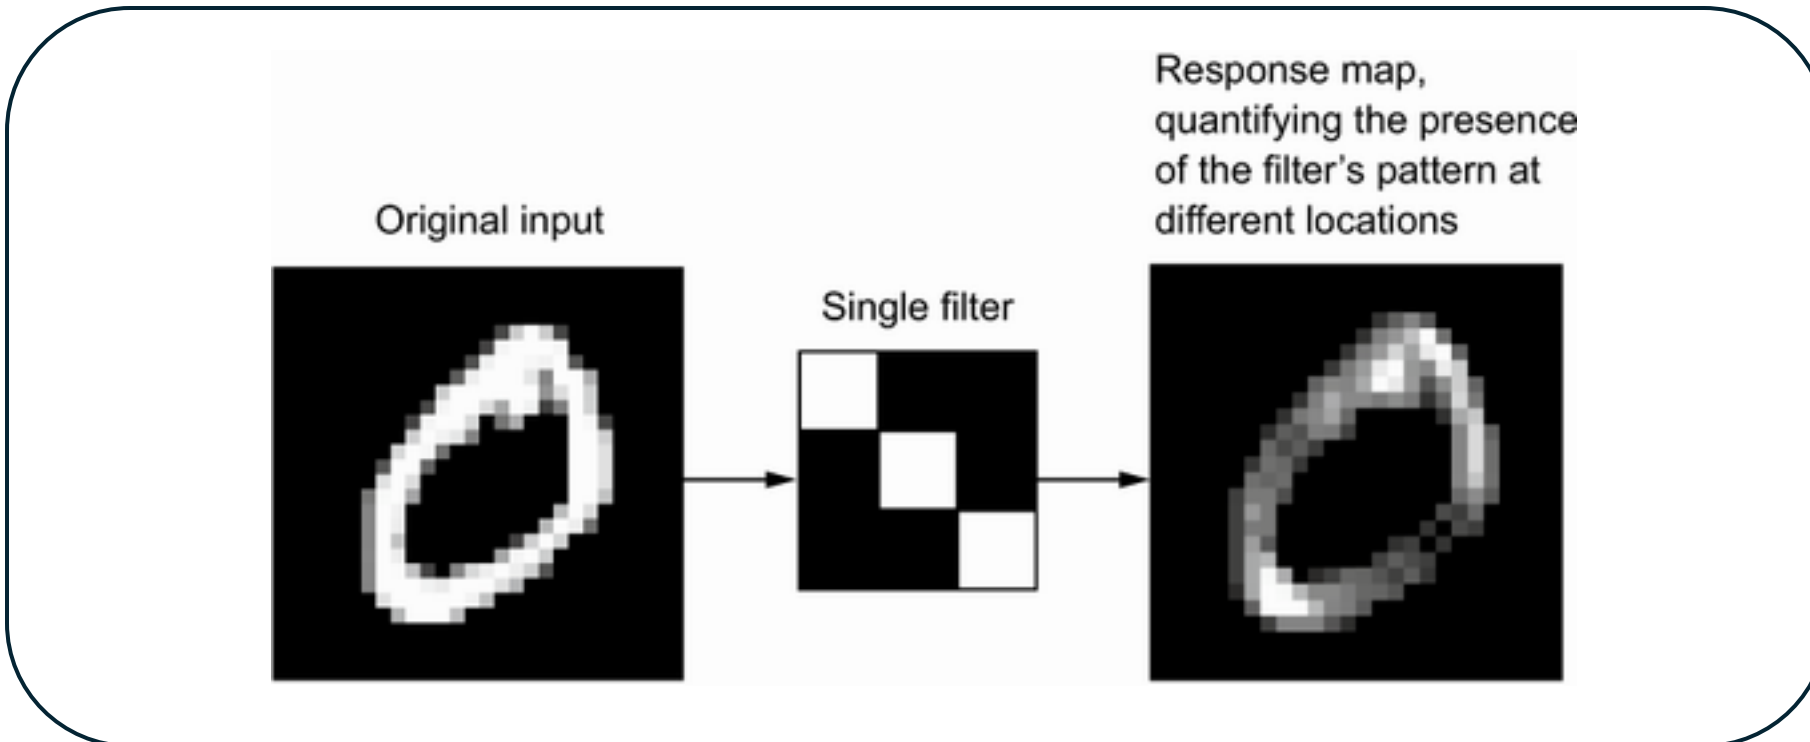 Original input
Single filter
Response map,
quantifying the presence
of the filter’s pattern at
different locations